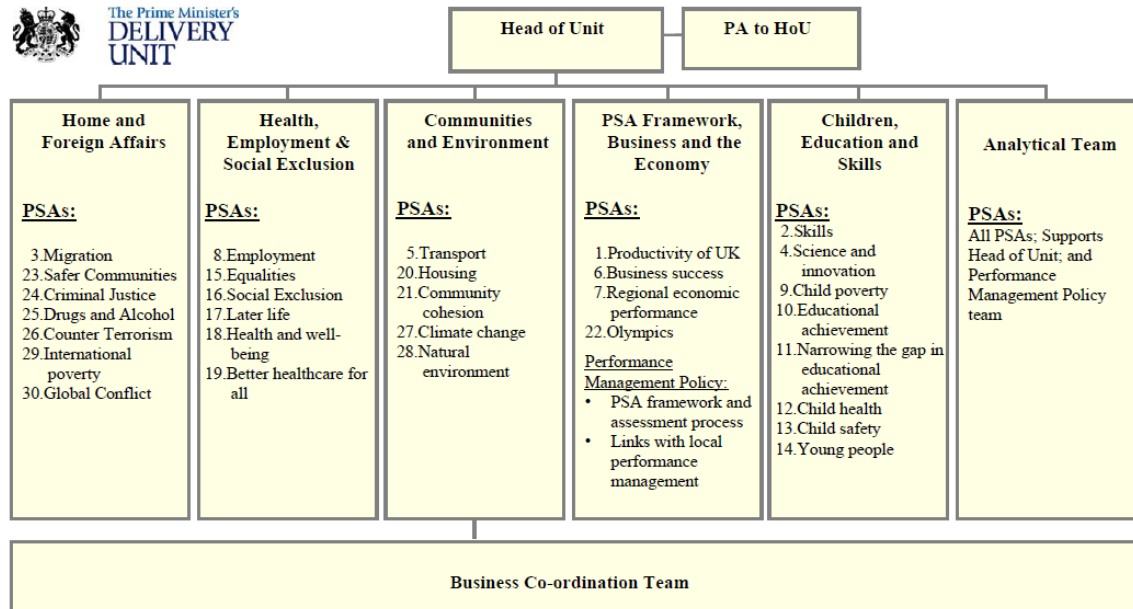 The Prime Minister's
DELIVERY
UNIT
Head of Unit
PA to HoU
Home and
Foreign Affairs
PSAs:
3.Migration
23.Safer Communities
24.Criminal Justice
25.Drugs and Alcohol
26.Counter Terrorism
29.International
poverty
30.Global Conflict
Health,
Employment &
Social Exclusion
PSAs:
8.Employment
15.Equalities
16.Social Exclusion
17.Later life
18.Health and well-
being
19.Better healthcare for
all
Communities
and Environment
PSAs:
5.Transport
20.Housing
21.Community
cohesion
27.Climate change
28.Natural
environment
PSA Framework,
Business and the
Economy
PSAs:
1.Productivity of UK
6.Business success
7.Regional economic
performance
22.Olympics
Performance
Management Policy:
• PSA framework and
assessment process
• Links with local
performance
management
Children,
Education and
Skills
PSAs:
2.Skills
4.Science and
innovation
9.Child poverty
10.Educational
achievement
11.Narrowing the gap in
educational
achievement
12.Child health
13.Child safety
14.Young people
Analytical Team
PSAs:
All PSAs; Supports
Head of Unit; and
Performance
Management Policy
team
Business Co-ordination Team